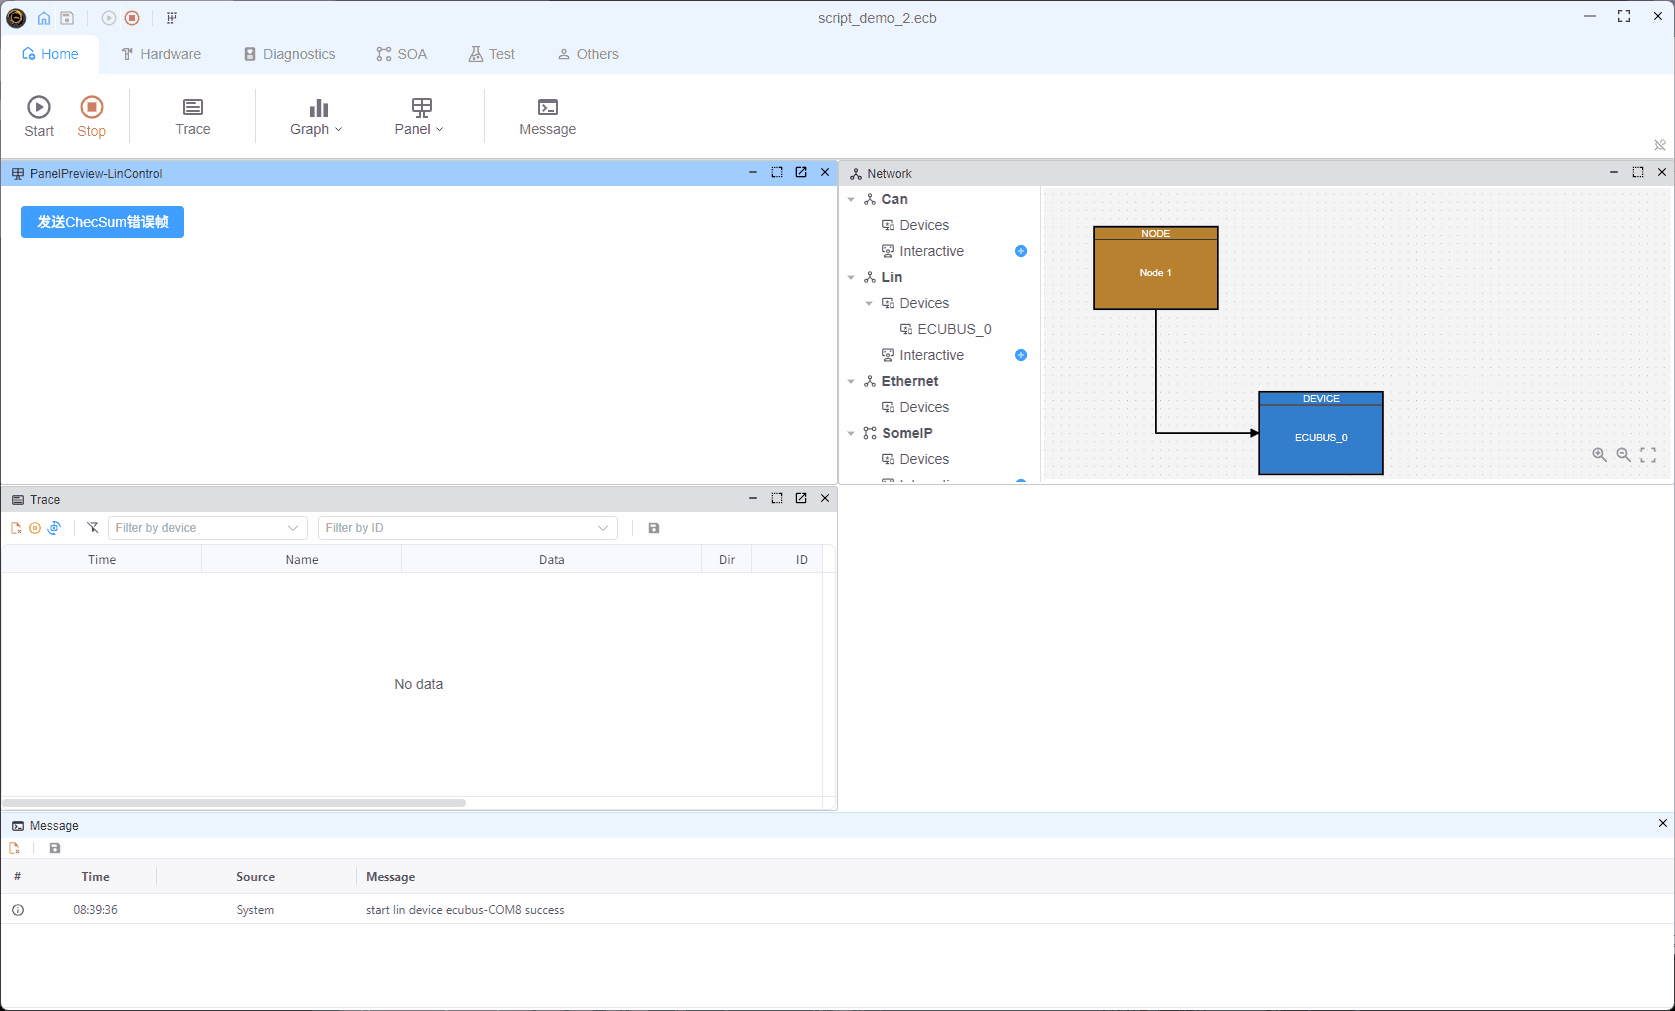 script_demo_2.ecb
Home
Hardware
Diagnostics
SOA
Test
Others
Start
Stop
Trace
Graph
Panel
Message
PanelPreview-LinControl
发送ChecSum错误帧
Network
Can
Devices
Interactive
Lin
Devices
ECUBUS_0
Interactive
Ethernet
Devices
SomeIP
Devices
NODE
Node 1
DEVICE
ECUBUS_0
Trace
Filter by device
Filter by ID
Time Name Data Dir ID
No data
Message
# Time Source Message
08:39:36 System start lin device ecubus-COM8 success